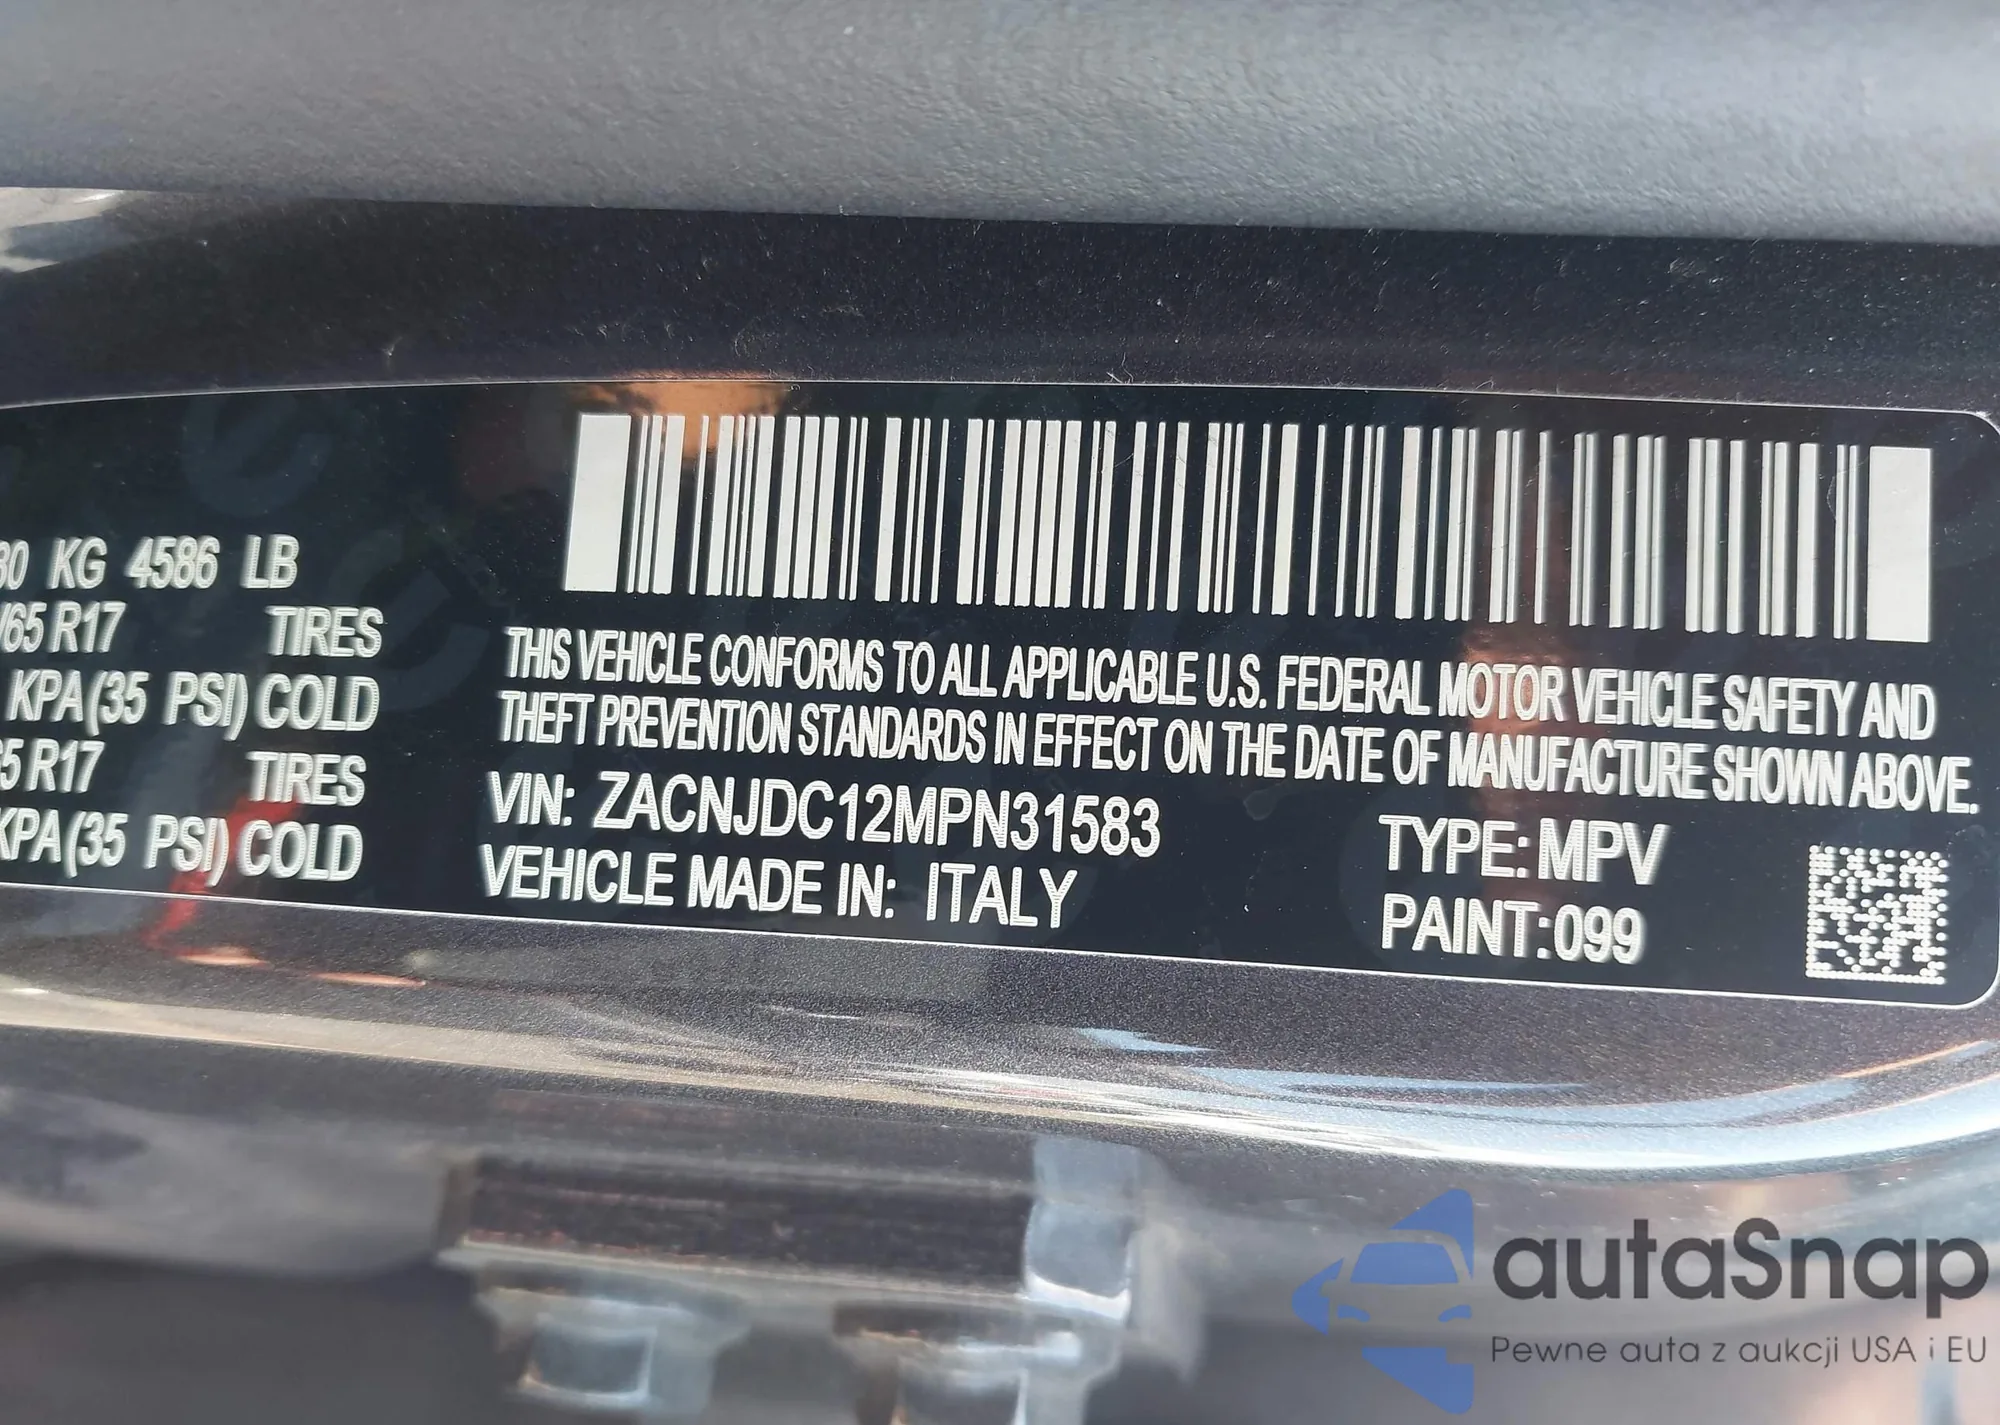 80 KG 4586 LB
/65 R17 TIRES
KPA(35 PSI) COLD
65 R17 TIRES
KPA(35 PSI) COLD
THIS VEHICLE CONFORMS TO ALL APPLICABLE U.S. FEDERAL MOTOR VEHICLE SAFETY AND
THEFT PREVENTION STANDARDS IN EFFECT ON THE DATE OF MANUFACTURE SHOWN ABOVE.
VIN: ZACNJDC12MPN31583 TYPE: MPV
VEHICLE MADE IN: ITALY PAINT:099
autaSnap
Pewne auta z aukcji USA i EU